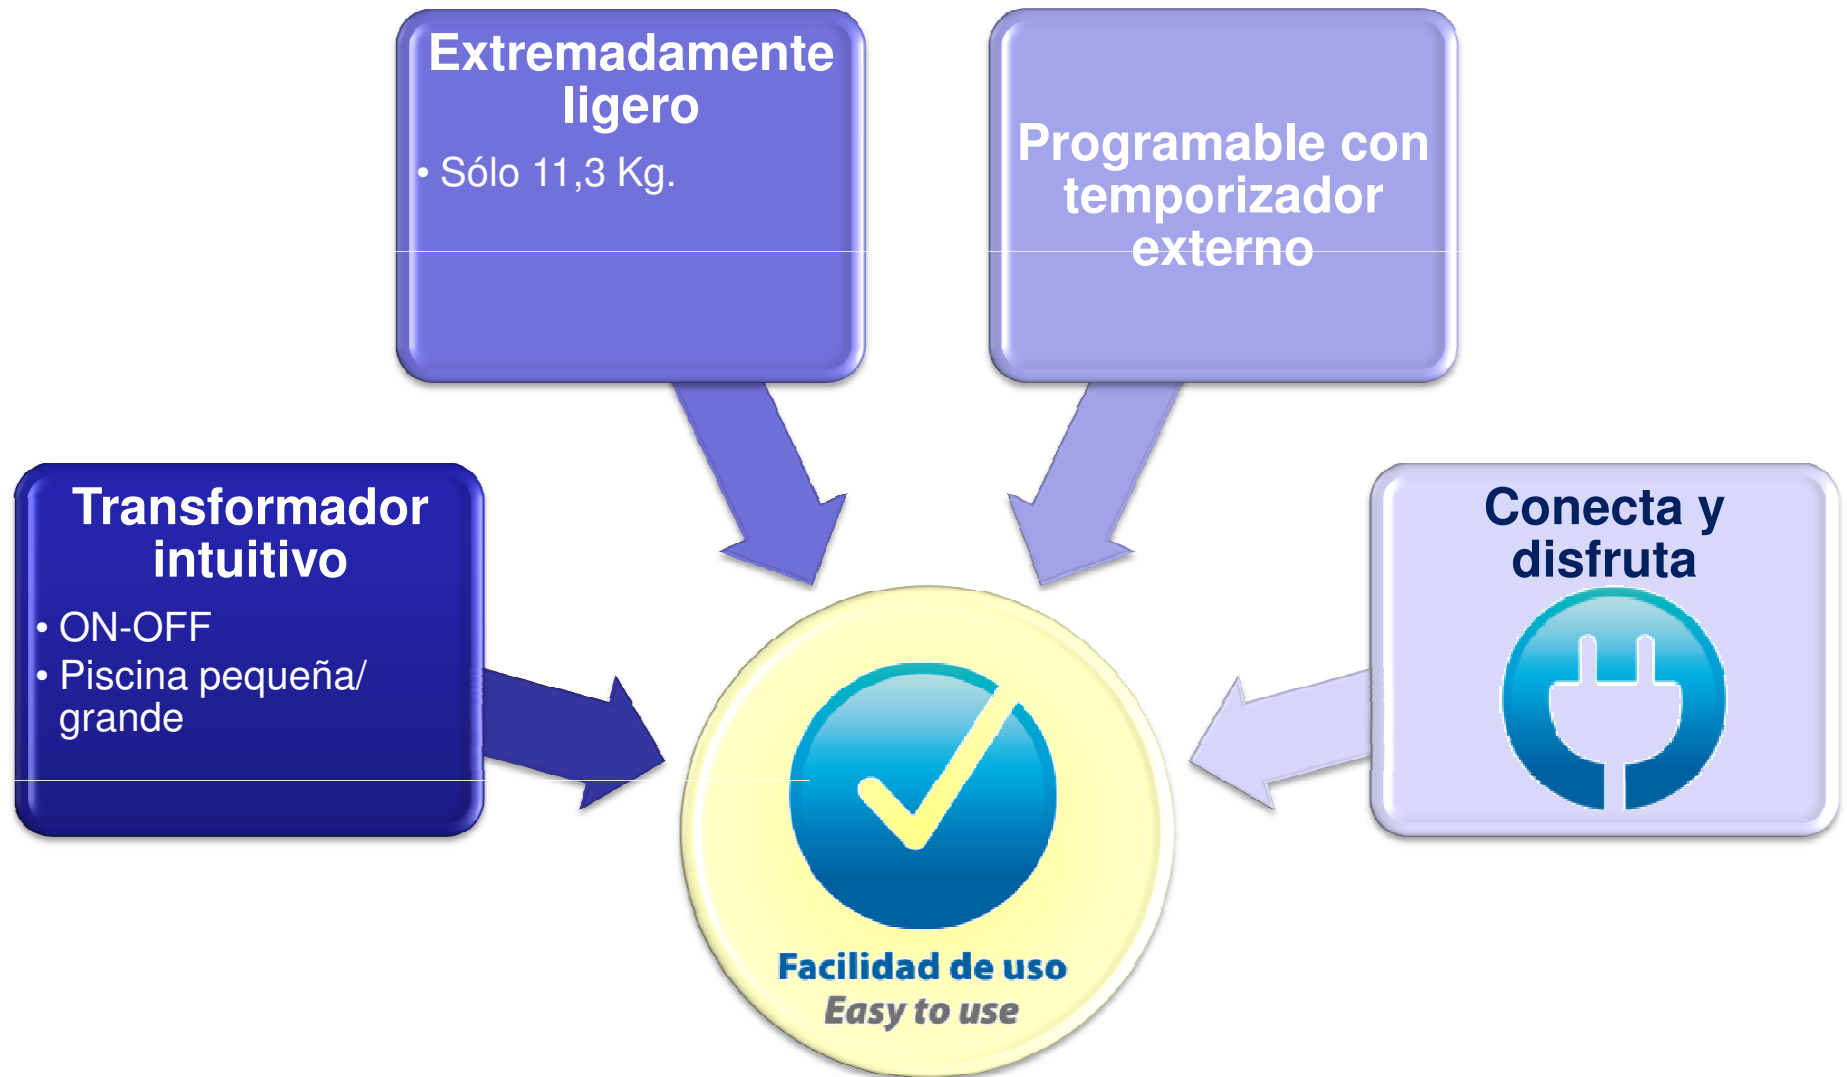 Extremadamente
ligero
• Sólo 11,3 Kg.
Programable con
temporizador
externo
Transformador
intuitivo
• ON-OFF
• Piscina pequeña/
grande
Conecta y
disfruta
Facilidad de uso
Easy to use